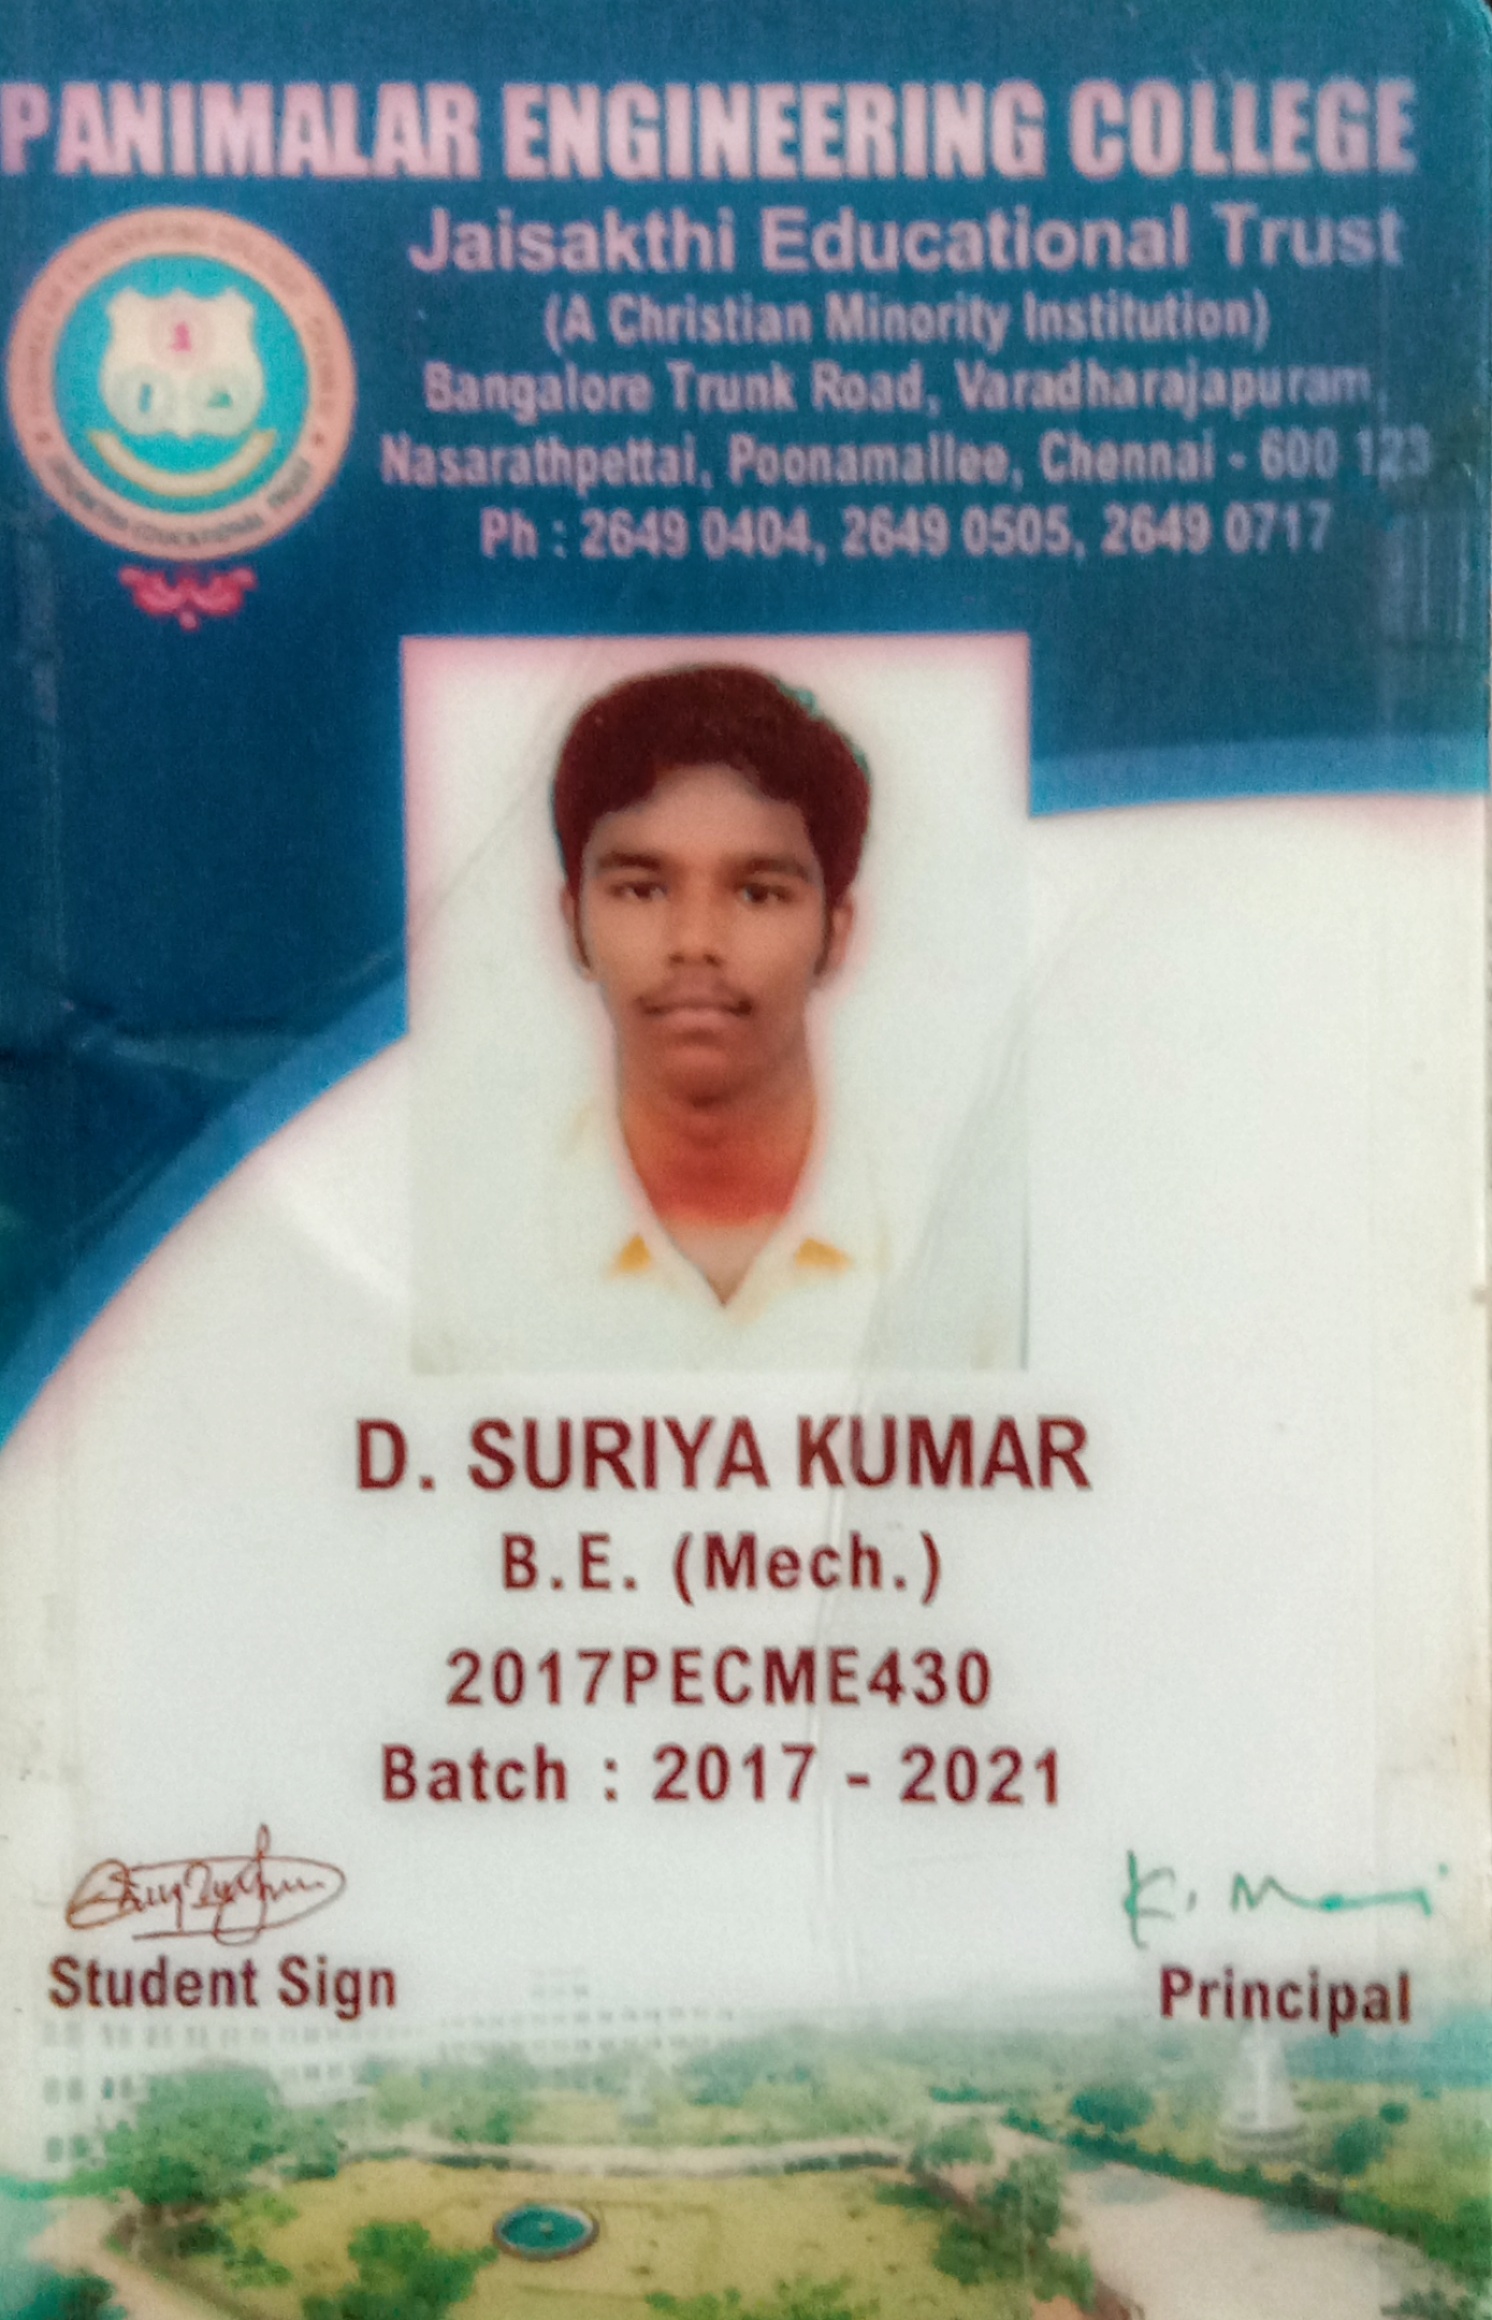 PANIMALAR ENGINEERING COLLEGE
Jaisakthi Educational Trust
(A Christian Minority Institution)
Bangalore Trunk Road, Varadharajapuram,
Nasarathpettai, Poonamallee, Chennai - 600 123
Ph : 2649 0404, 2649 0505, 2649 0717
D. SURIYA KUMAR
B.E. (Mech.)
2017PECME430
Batch : 2017 - 2021
K. Mani
Student Sign
Principal